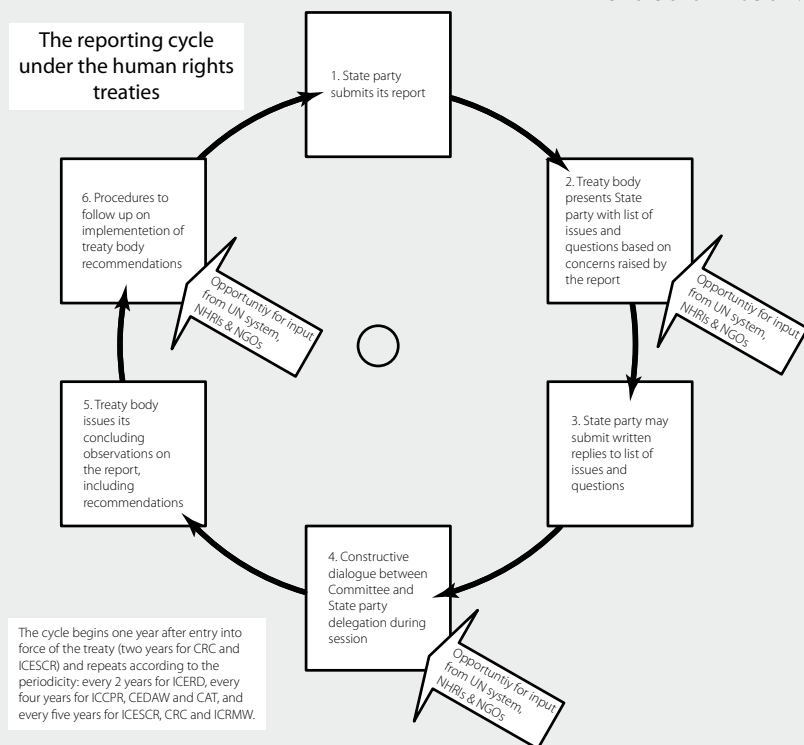 The reporting cycle
under the human rights
treaties
1. State party
submits its report
2. Treaty body
presents State
party with list of
issues and
questions based on
concerns raised by
the report
Opportuntiy for input
from UN system,
NHRIs & NGOs
3. State party may
submit written
replies to list of
issues and
questions
4. Constructive
dialogue between
Committee and
State party
delegation during
session
Opportuntiy for input
from UN system,
NHRIs & NGOs
5. Treaty body
issues its
concluding
observations on
the report,
including
recommendations
6. Procedures to
follow up on
implementetion of
treaty body
recommendations
Opportuntiy for input
from UN system,
NHRIs & NGOs
The cycle begins one year after entry into
force of the treaty (two years for CRC and
ICESCR) and repeats according to the
periodicity: every 2 years for ICERD, every
four years for ICCPR, CEDAW and CAT, and
every five years for ICESCR, CRC and ICRMW.